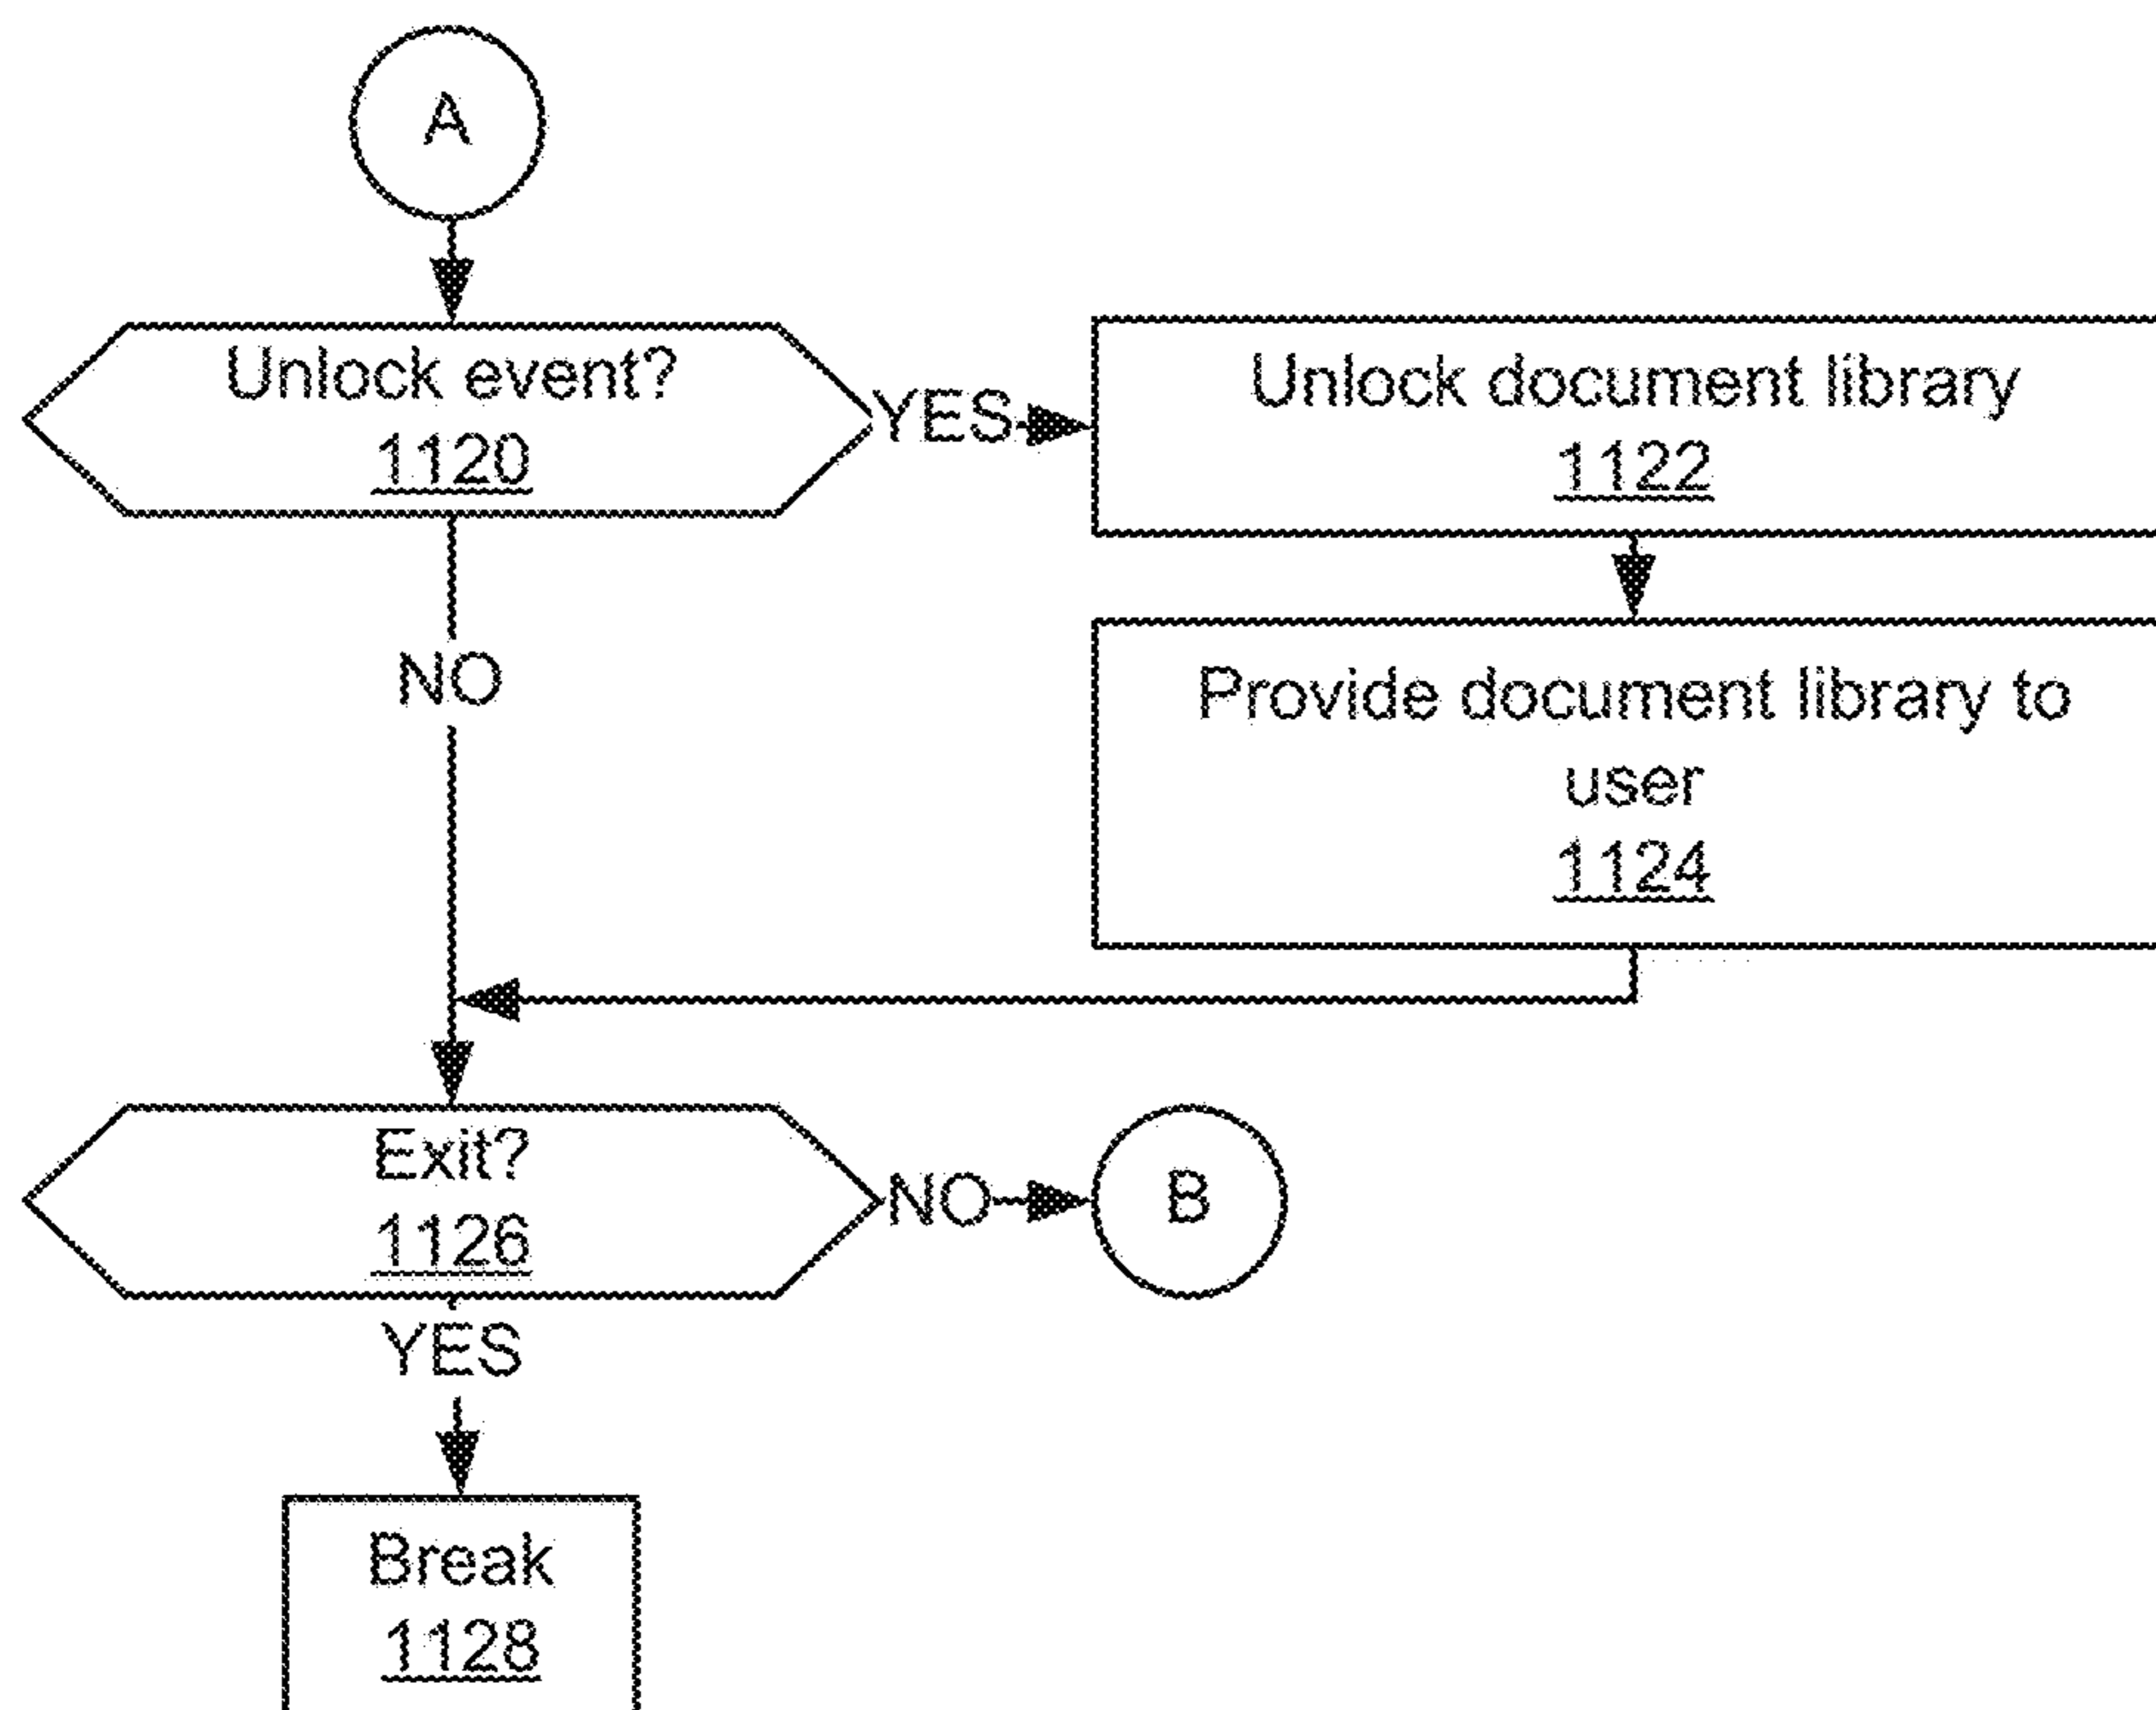 A
Unlock event?
1120
YES
Unlock document library
1122
NO
Provide document library to
user
1124
Exit?
1126
NO
B
YES
Break
1128